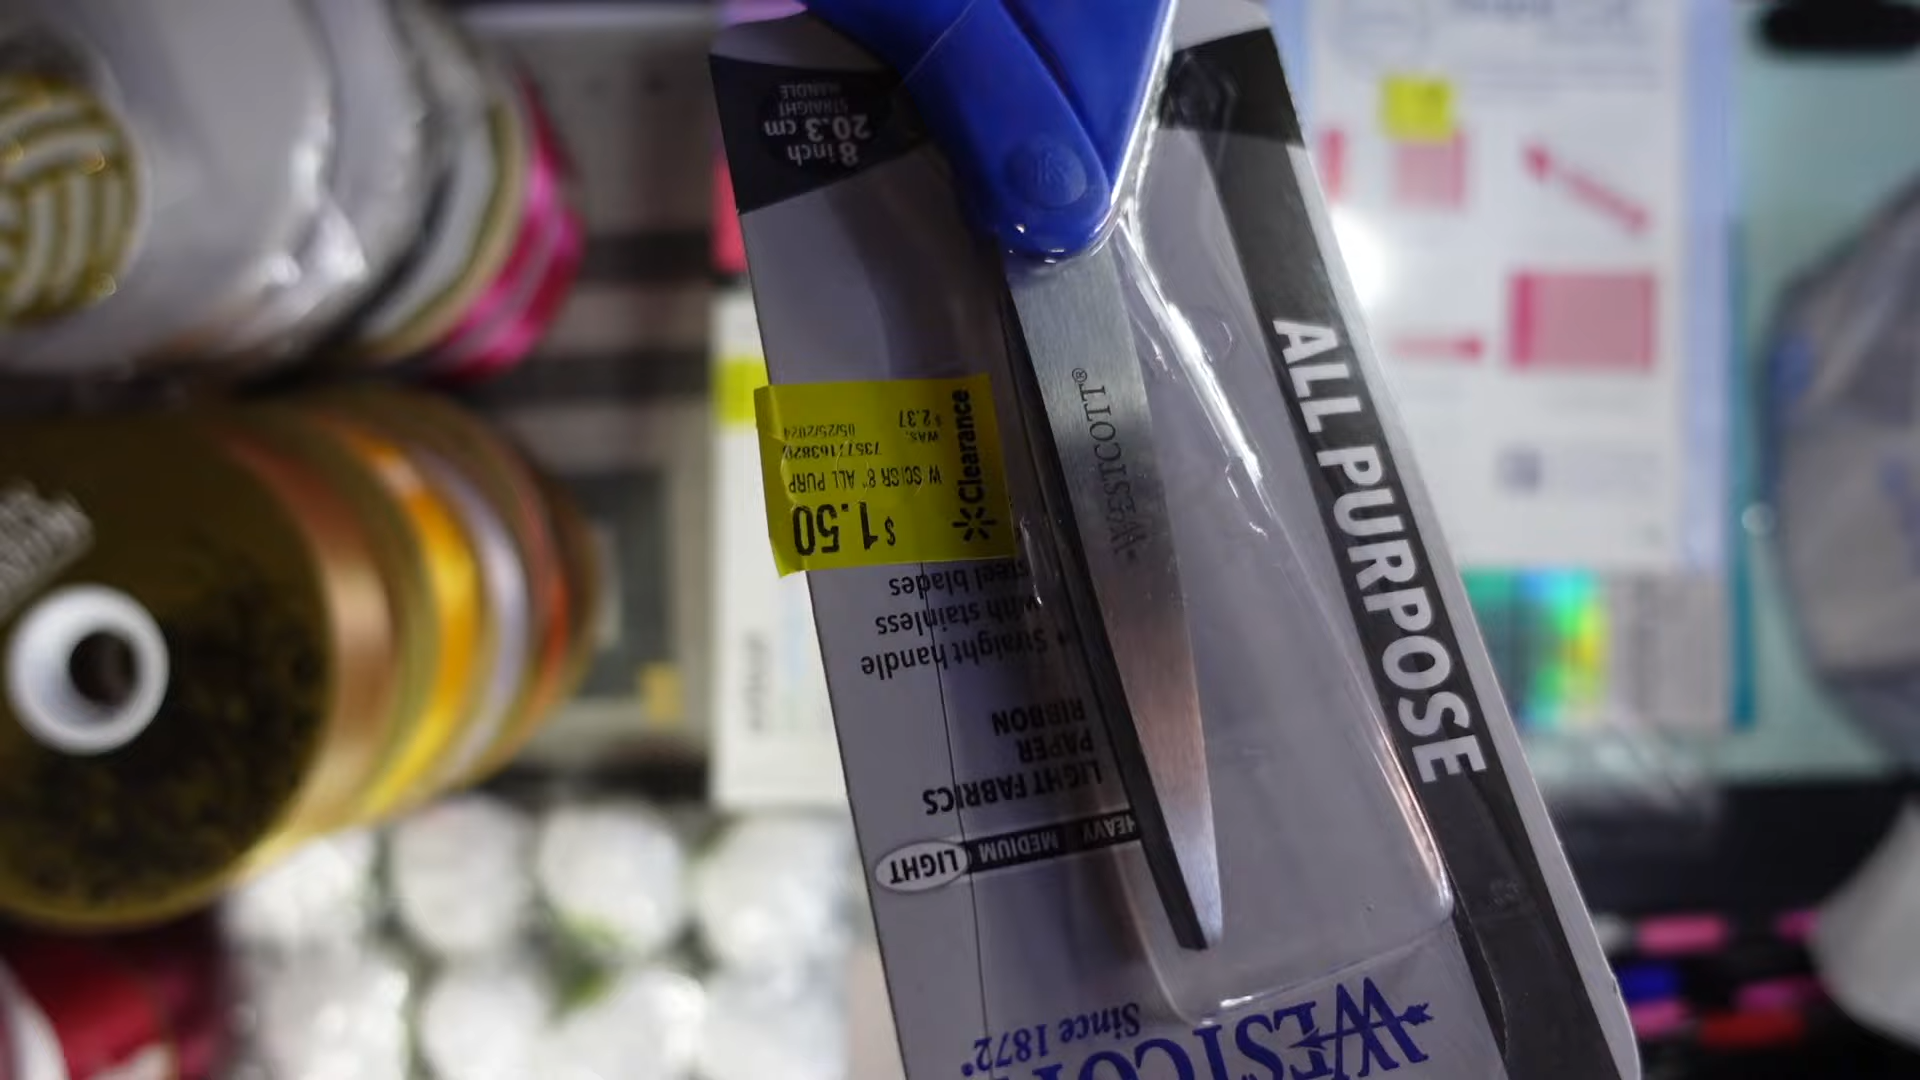 WESTCO
Since 1872
ALL PURPOSE
LIGHT MEDIUM HEAVY
LIGHT FABRICS
PAPER
RIBBON
• Straight handle
with stainless
steel blades
Clearance
$1.50
W SCISR 8" ALL PURP
WAS.
$2.37
05/25/2024
WESTCOTT®
8 inch
20.3 cm
STRAIGHT
HANDLE